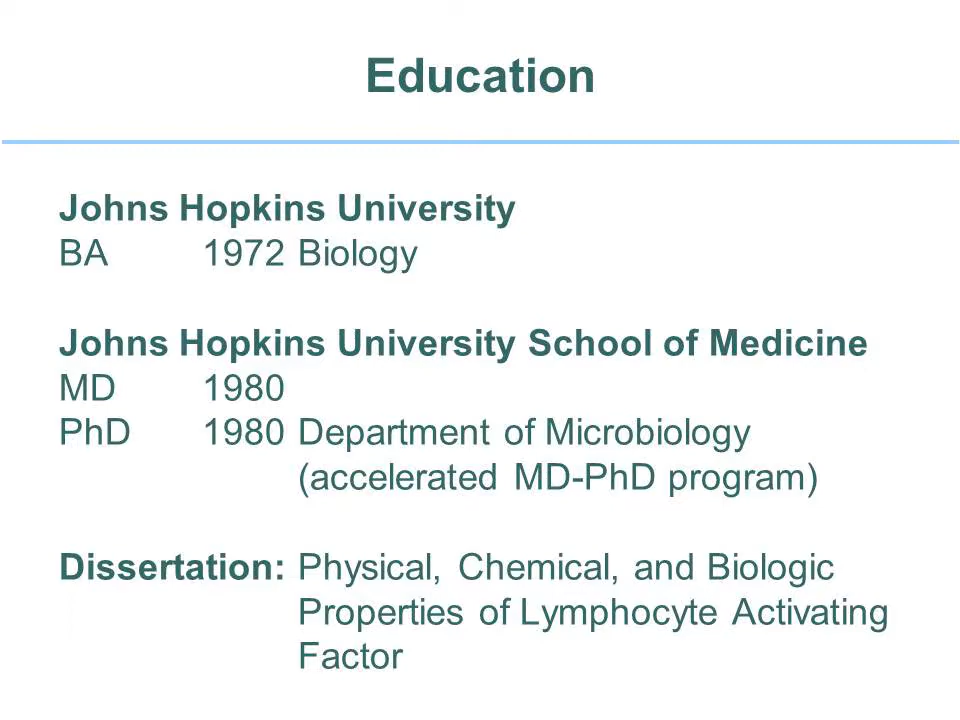 Education
Johns Hopkins University
BA 1972 Biology
Johns Hopkins University School of Medicine
MD 1980
PhD 1980 Department of Microbiology
(accelerated MD-PhD program)
Dissertation: Physical, Chemical, and Biologic
Properties of Lymphocyte Activating
Factor